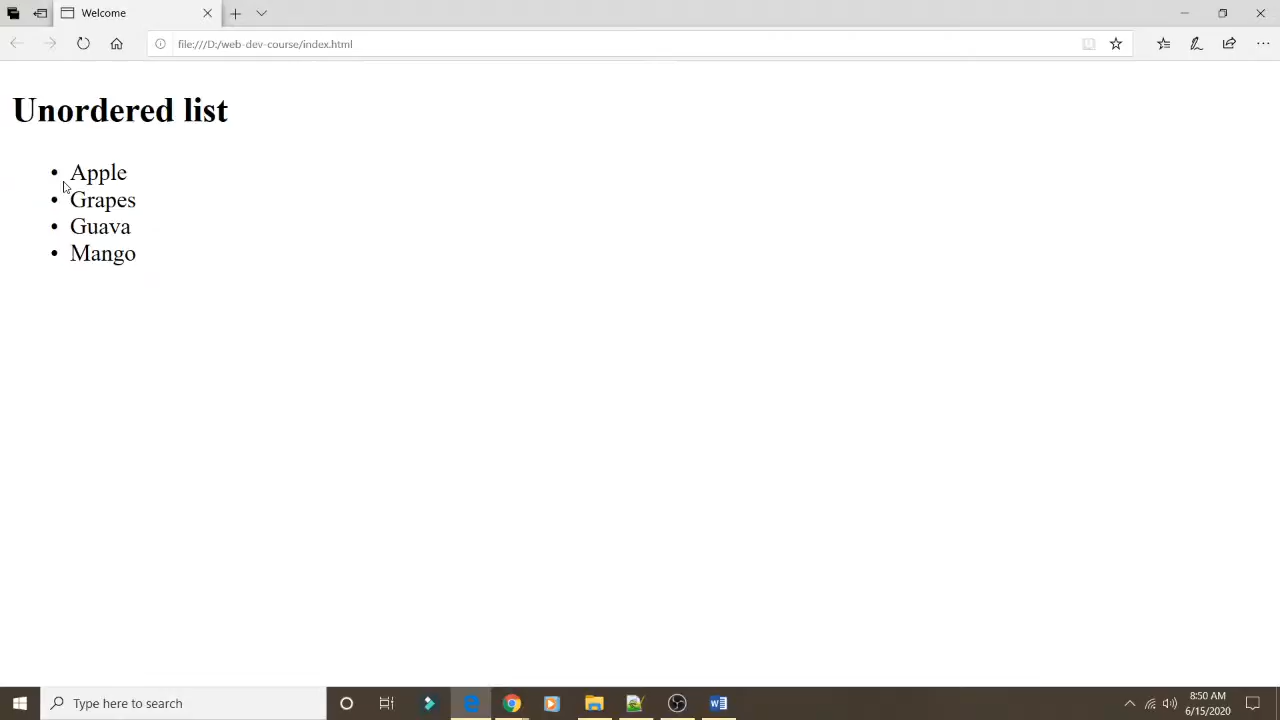 Welcome
file:///D:/web-dev-course/index.html
Unordered list
• Apple
• Grapes
• Guava
• Mango
Type here to search
8:50 AM
6/15/2020